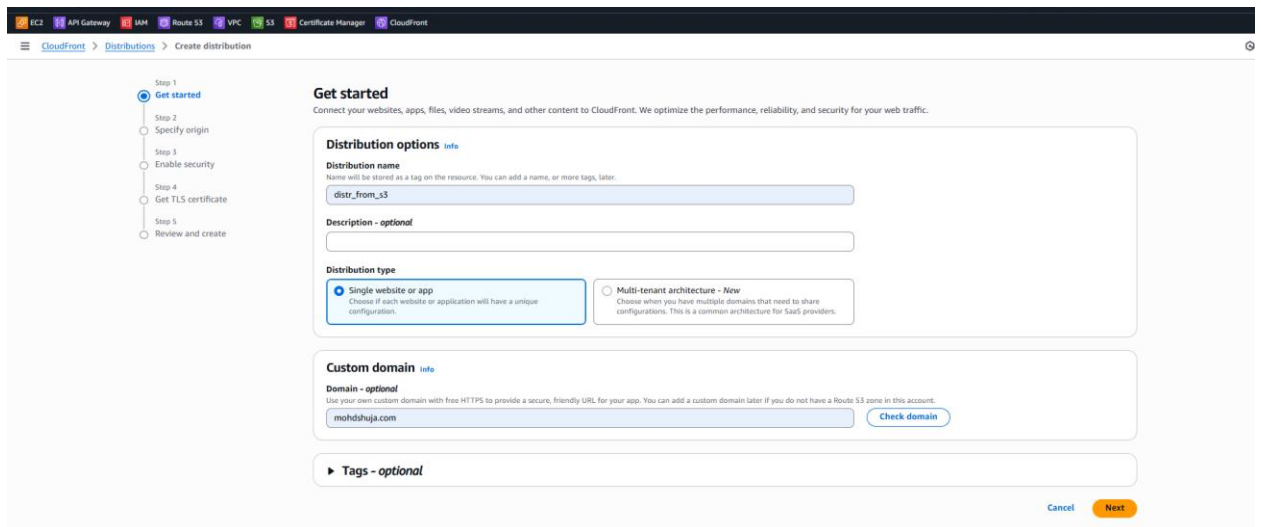 EC2 API Gateway IAM Route 53 VPC S3 Certificate Manager CloudFront
CloudFront > Distributions > Create distribution
Step 1
Get started
Step 2
Specify origin
Step 3
Enable security
Step 4
Get TLS certificate
Step 5
Review and create
Get started
Connect your websites, apps, files, video streams, and other content to CloudFront. We optimize the performance, reliability, and security for your web traffic.
Distribution options Info
Distribution name
Name will be stored as a tag on the resource. You can add a name, or more tags, later.
distr_from_s3
Description - optional
Distribution type
Single website or app
Choose if each website or application will have a unique
configuration.
Multi-tenant architecture - New
Choose when you have multiple domains that need to share
configurations. This is a common architecture for SaaS providers.
Custom domain Info
Domain - optional
Use your own custom domain with free HTTPS to provide a secure, friendly URL for your app. You can add a custom domain later if you do not have a Route 53 zone in this account.
mohdshuja.com
Check domain
Tags - optional
Cancel Next